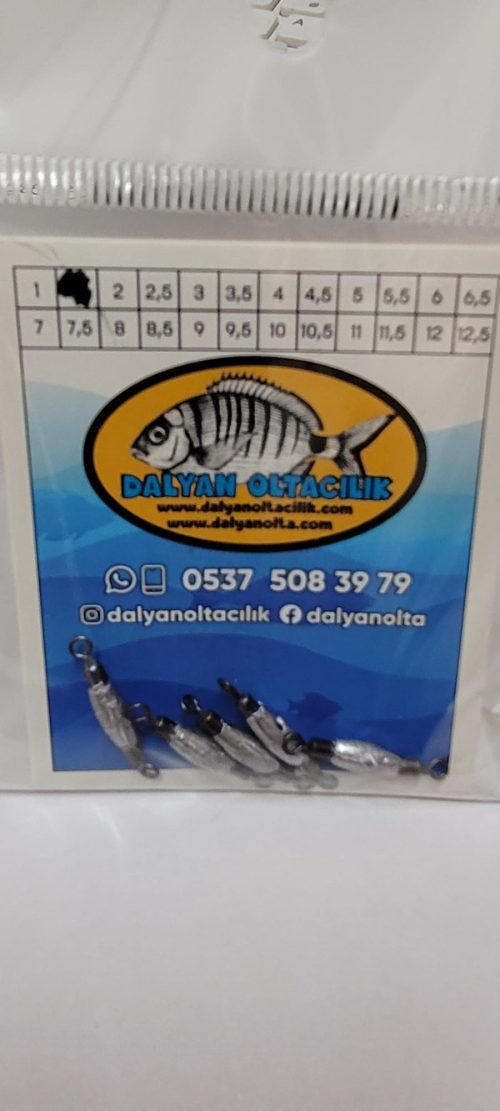 A
1 2 2,5 3 3,5 4 4,5 5 5,5 6 6,5
7 7,5 8 8,5 9 9,5 10 10,5 11 11,5 12 12,5
DALYAN OLTACILIK
www.dalyanoltacilik.com
www.dalyanolta.com
0537 508 39 79
dalyanoltacılık dalyanolta